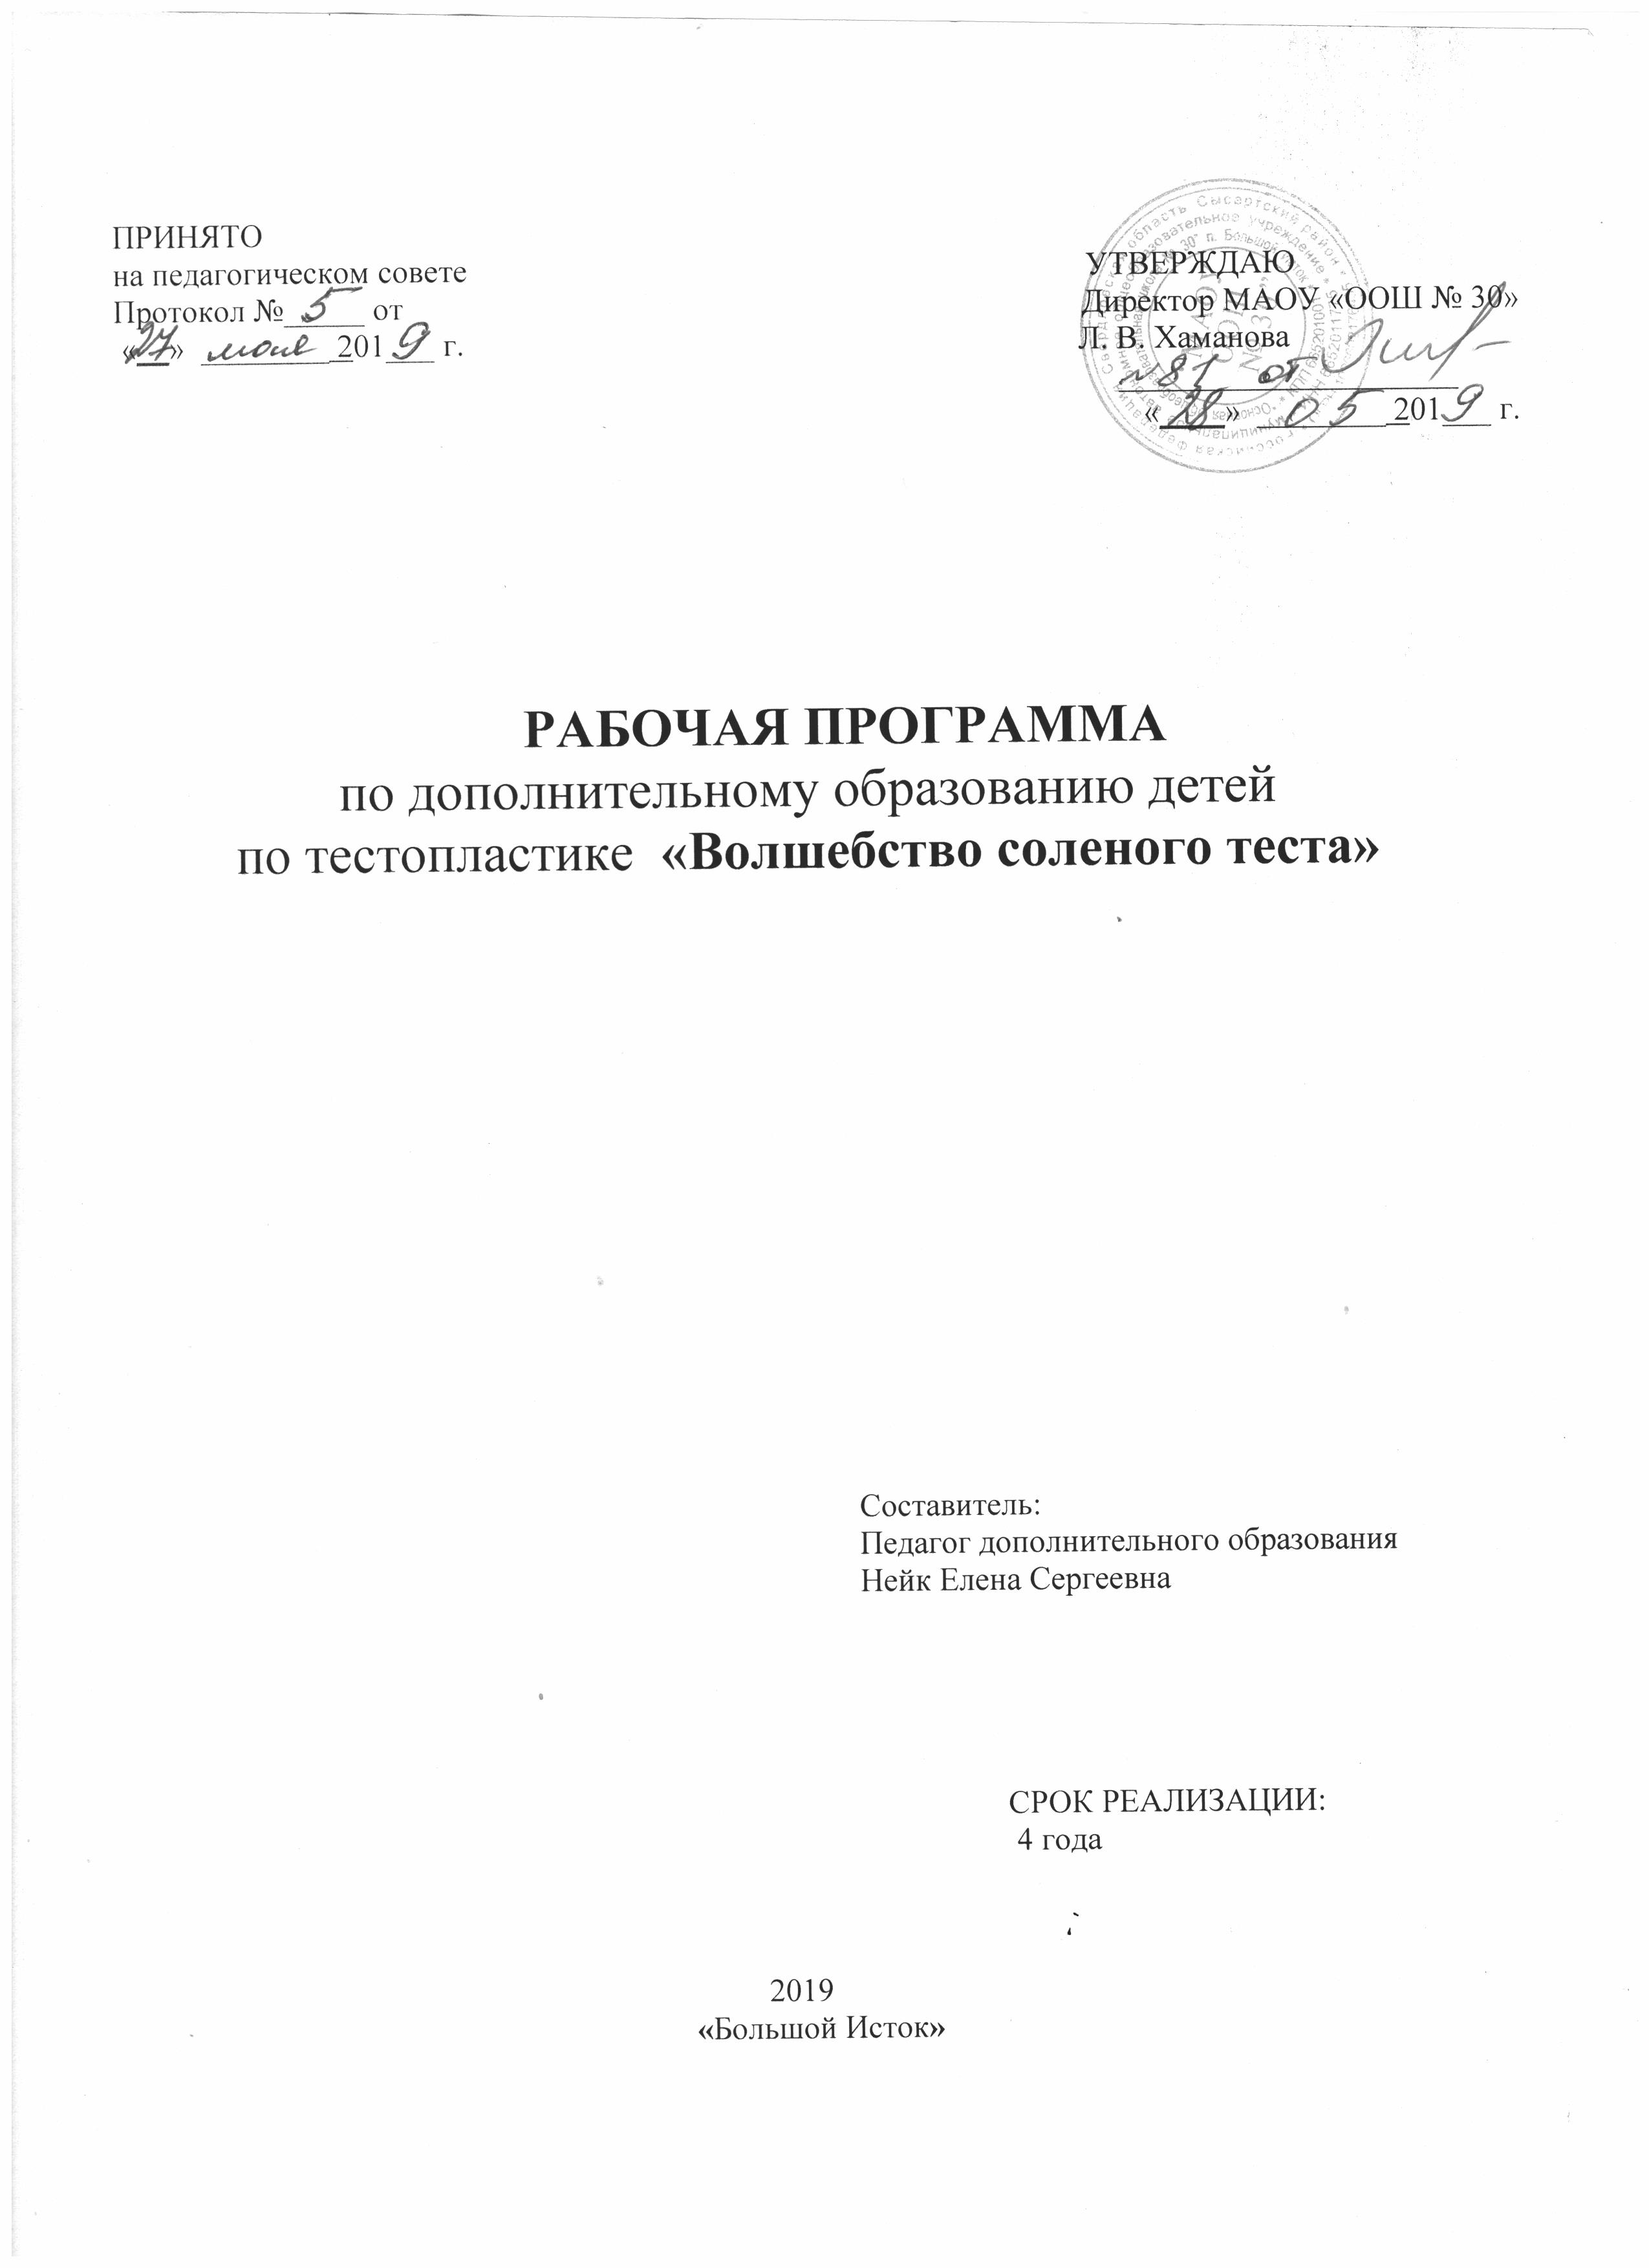 ПРИНЯТО
на педагогическом совете
Протокол № 5 от
«27» мая 2019 г.
УТВЕРЖДАЮ
Директор МАОУ «ООШ № 30»
Л. В. Хаманова
№81 от
«28» 05 2019 г.
РАБОЧАЯ ПРОГРАММА
по дополнительному образованию детей
по тестопластике «Волшебство соленого теста»
Составитель:
Педагог дополнительного образования
Нейк Елена Сергеевна
СРОК РЕАЛИЗАЦИИ:
4 года
2019
«Большой Исток»